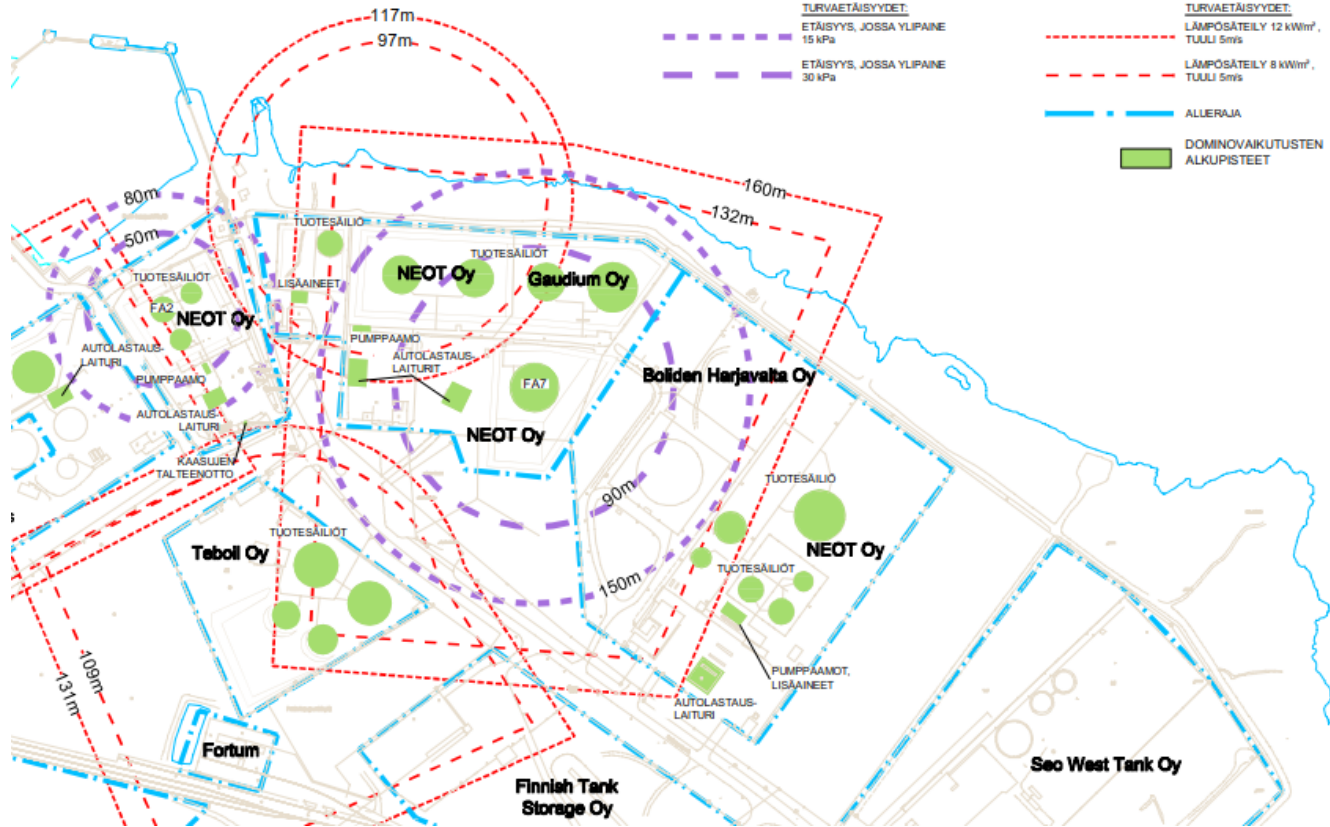 TURVAETÄISYYDET:
ETÄISYYS, JOSSA YLIPAINE
15 kPa
ETÄISYYS, JOSSA YLIPAINE
30 kPa
TURVAETÄISYYDET:
LÄMPÖSÄTEILY 12 kW/m²,
TUULI 5m/s
LÄMPÖSÄTEILY 8 kW/m²,
TUULI 5m/s
ALUERAJA
DOMINOVAIKUTUSTEN
ALKUPISTEET
117m
97m
160m
132m
80m
50m
TUOTESÄILIÖ
TUOTESÄILIÖT
NEOT Oy
Gaudium Oy
LISÄAINEET
TUOTESÄILIÖT
FA2
NEOT Oy
PUMPPAAMO
AUTOLASTAUS-
LAITURIT
AUTOLASTAUS-
LAITURI
PUMPPAAMO
FA7
Boliden Harjavalta Oy
AUTOLASTAUS-
LAITURI
NEOT Oy
KAASUJEN
TALTEENOTTO
90m
150m
TUOTESÄILIÖ
NEOT Oy
TUOTESÄILIÖT
TUOTESÄILIÖT
Teboil Oy
PUMPPAAMOT,
LISÄAINEET
AUTOLASTAUS-
LAITURI
109m
131m
Fortum
Finnish Tank
Storage Oy
Seo West Tank Oy